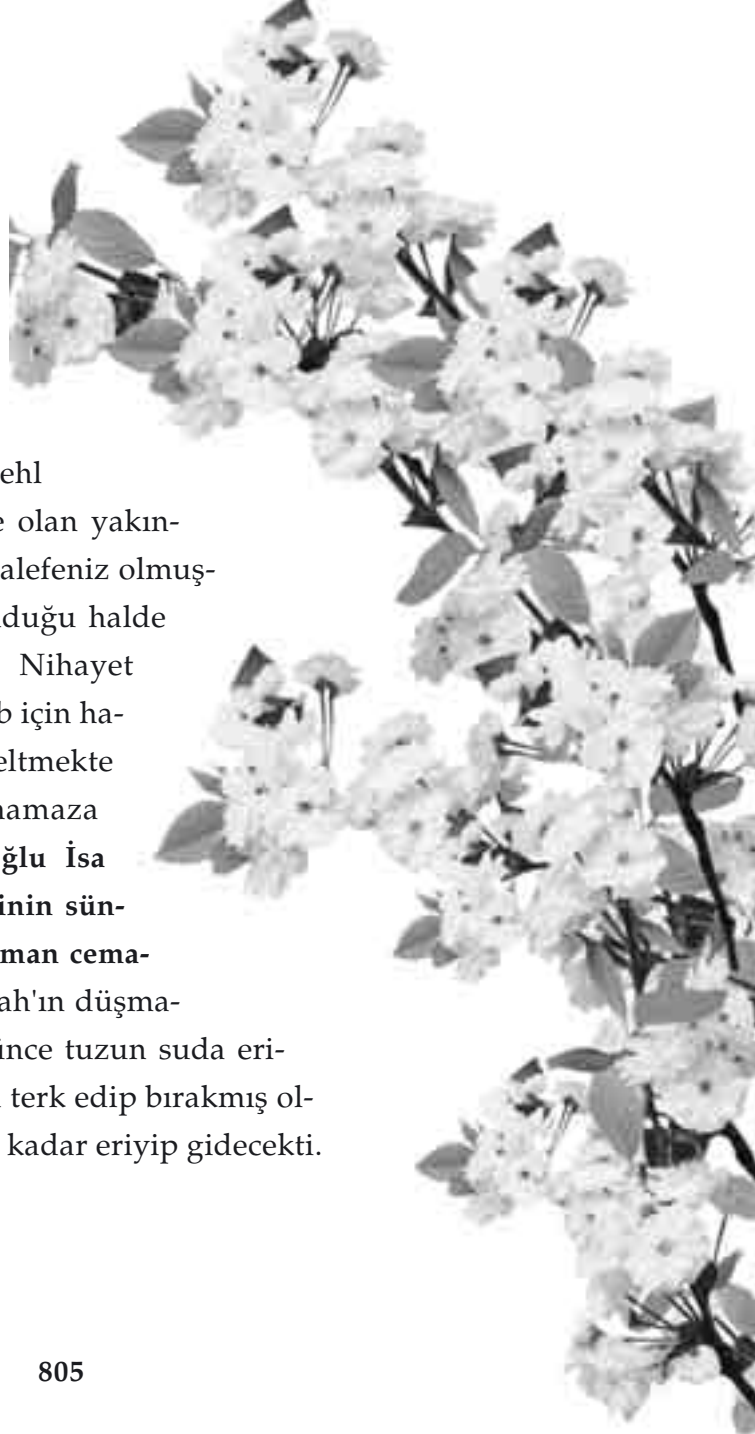 ehl
e olan yakın-
alefeniz olmuş-
duğu halde
Nihayet
b için ha-
eltmekte
namaza
ğlu İsa
inin sün-
man cema-
ah'ın düşma-
ünce tuzun suda eri-
terk edip bırakmış ol-
kadar eriyip gidecekti.
805